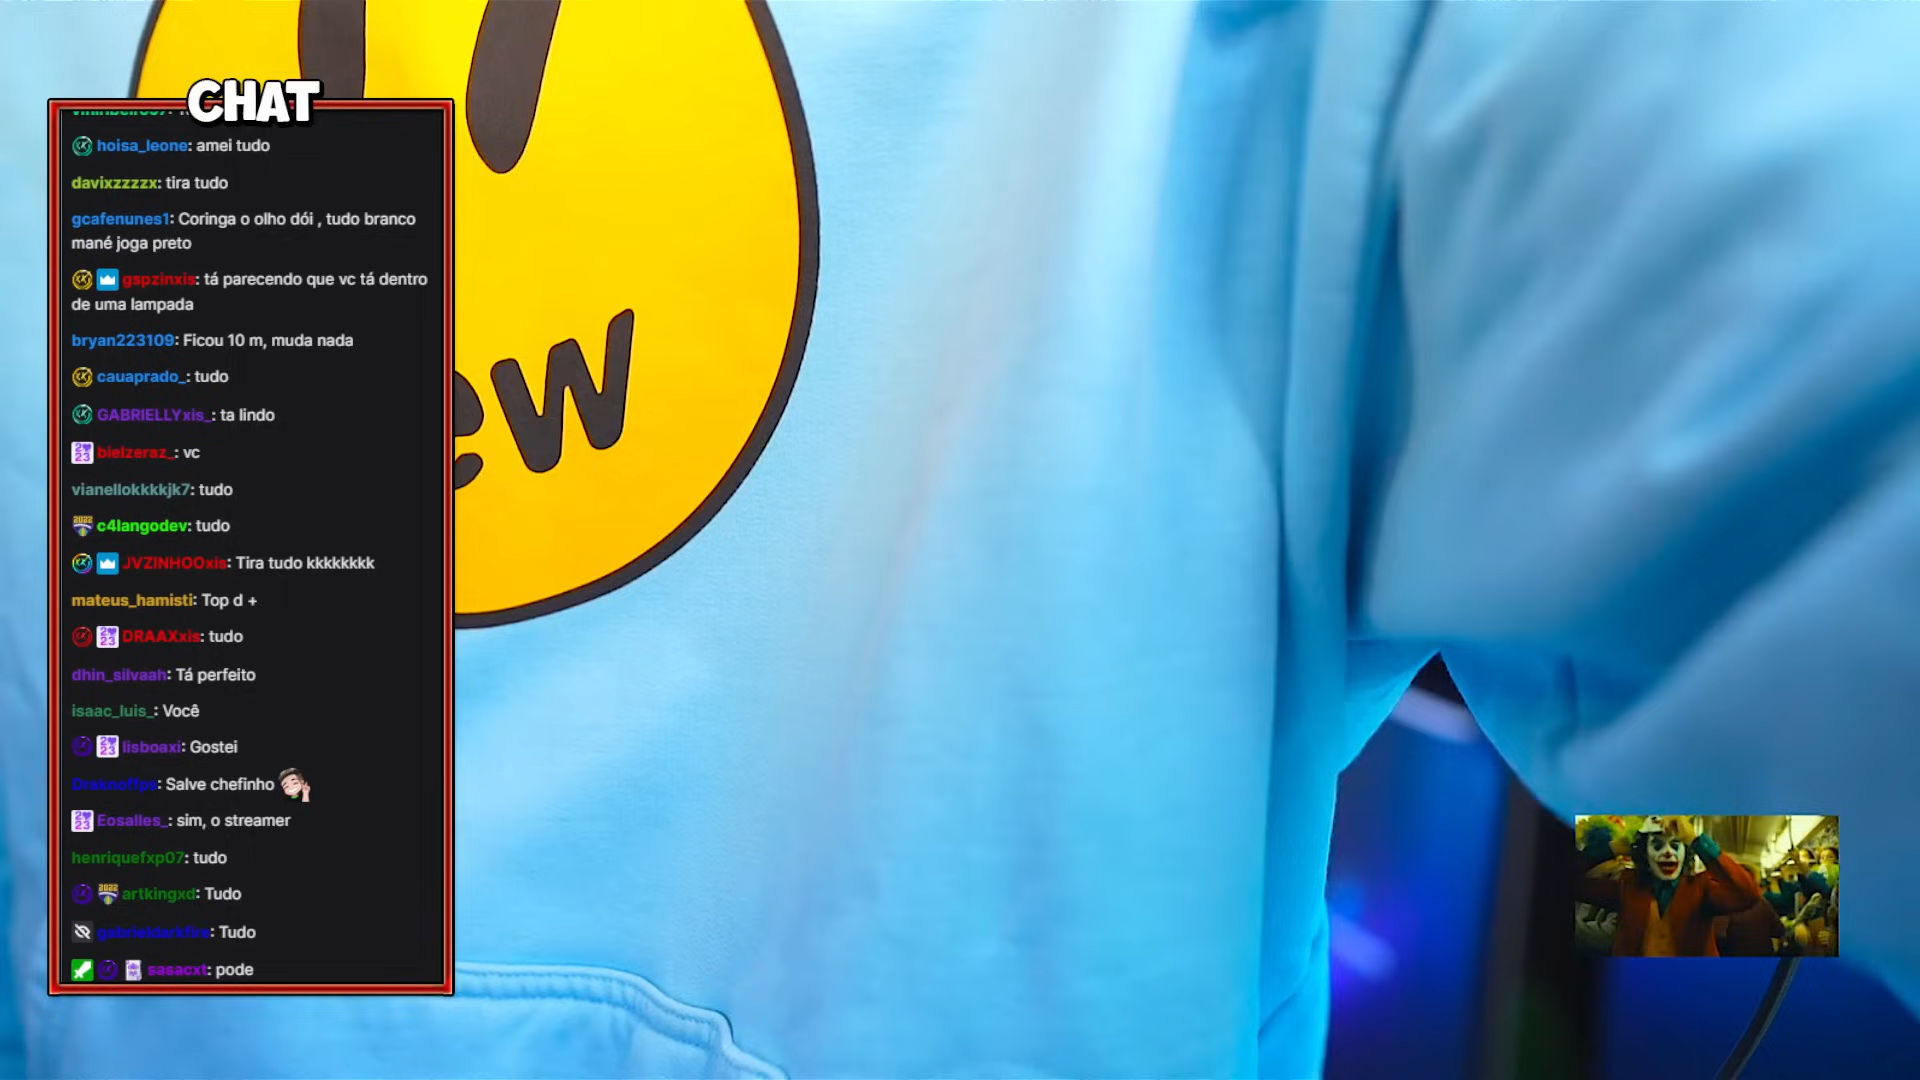 CHAT
hoisa_leone: amei tudo
davixzzzzx: tira tudo
gcafenunes1: Coringa o olho dói , tudo branco
mané joga preto
gspzinxis: tá parecendo que vc tá dentro
de uma lampada
bryan223109: Ficou 10 m, muda nada
cauaprado_: tudo
GABRIELLYxis_: ta lindo
bielzeraz_: vc
vianellokkkkjk7: tudo
c4langodev: tudo
JVZINHOOxis: Tira tudo kkkkkkkk
mateus_hamisti: Top d +
DRAAXxis: tudo
dhin_silvaah: Tá perfeito
isaac_luis_: Você
lisboaxi: Gostei
Draknoffps: Salve chefinho
Eosalles_: sim, o streamer
henriquefxp07: tudo
artkingxd: Tudo
gabrieldarkfire: Tudo
sasacxt: pode
ew